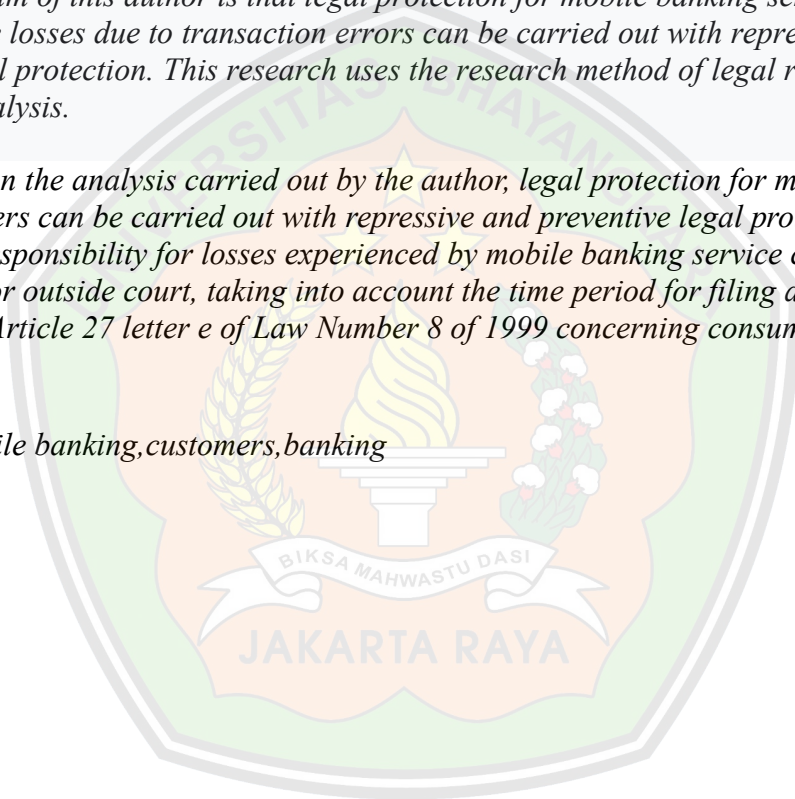 m of this author is that legal protection for mobile banking se
losses due to transaction errors can be carried out with repre
l protection. This research uses the research method of legal r
alysis.
n the analysis carried out by the author, legal protection for m
ers can be carried out with repressive and preventive legal pro
sponsibility for losses experienced by mobile banking service
r outside court, taking into account the time period for filing a
Article 27 letter e of Law Number 8 of 1999 concerning consum
ile banking,customers,banking
UNIVERSITAS BHAYANGKARA
BIKSA MAHWASTU DASI
JAKARTA RAYA